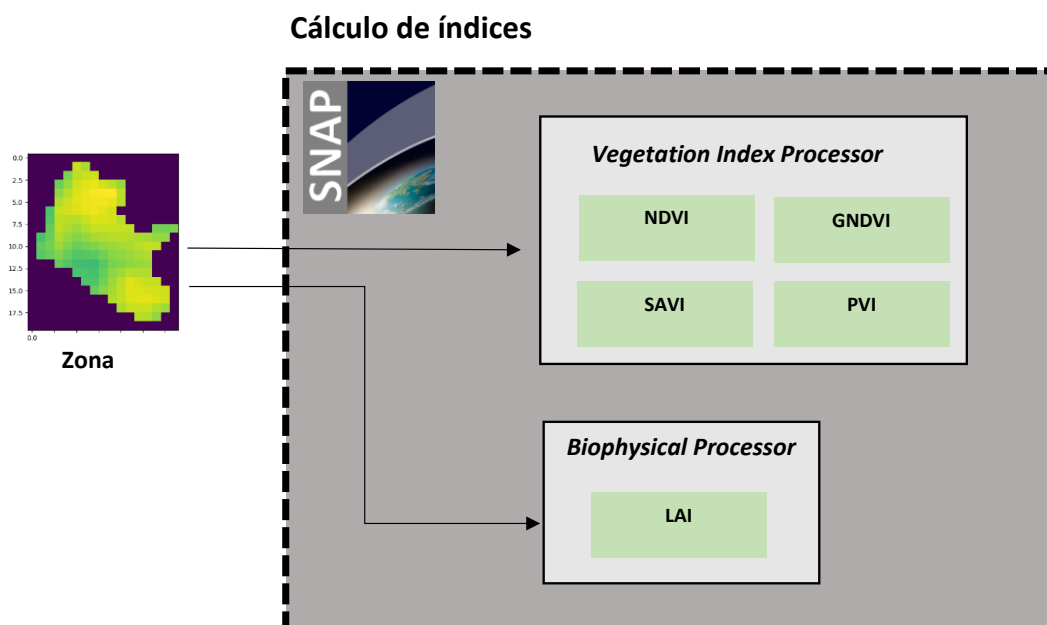 Cálculo de índices
SNAP
Vegetation Index Processor
NDVI
GNDVI
SAVI
PVI
0.0
2.5
5.0
7.5
10.0
12.5
15.0
17.5
0.0
Zona
Biophysical Processor
LAI